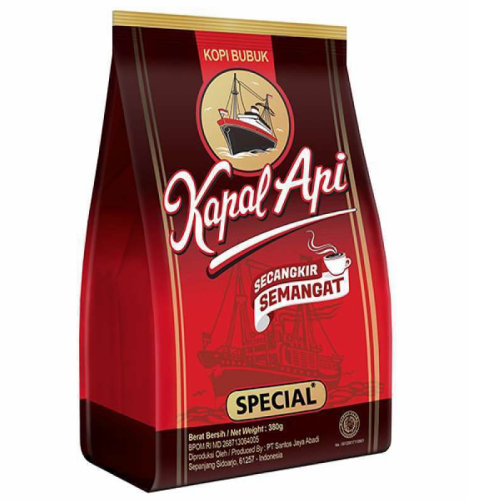 KOPI BUBUK
Kapal Api
SECANGKIR
SEMANGAT
SPECIAL
Berat Bersih / Net Weight : 380g
BPOM RI MD 268713064005
Diproduksi Oleh / Produced By : PT Santos Jaya Abadi
Sepanjang Sidoarjo, 61257 - Indonesia